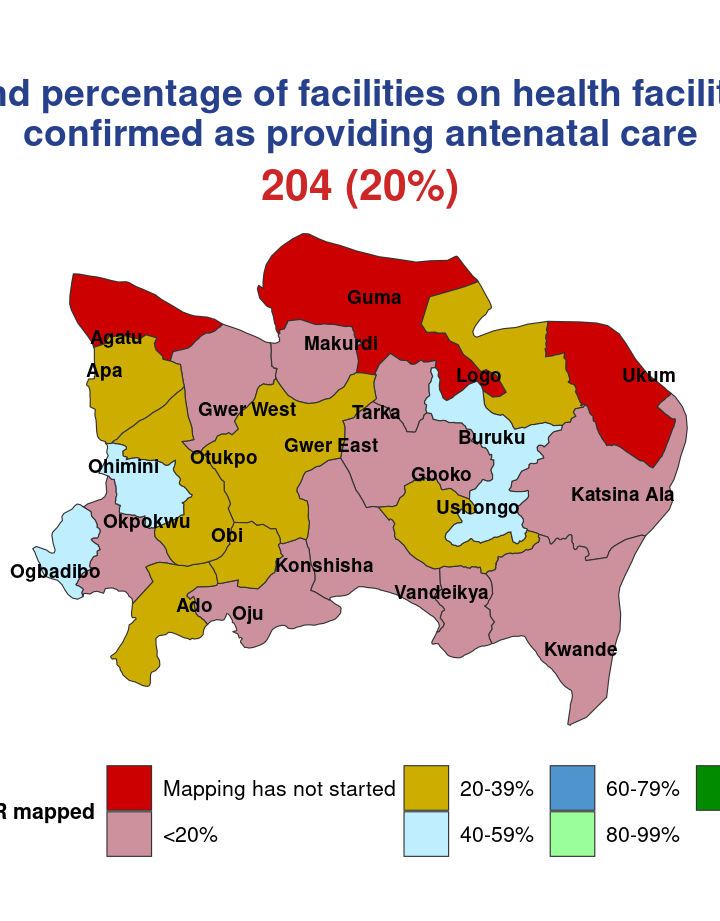 nd percentage of facilities on health facilit
confirmed as providing antenatal care
204 (20%)
Guma
Agatu
Makurdi
Apa
Logo
Ukum
Gwer West
Tarka
Gwer East
Buruku
Otukpo
Ohimini
Gboko
Katsina Ala
Ushongo
Okpokwu
Obi
Ogbadibo
Konshisha
Vandeikya
Ado
Oju
Kwande
R mapped
Mapping has not started
20-39%
60-79%
<20%
40-59%
80-99%